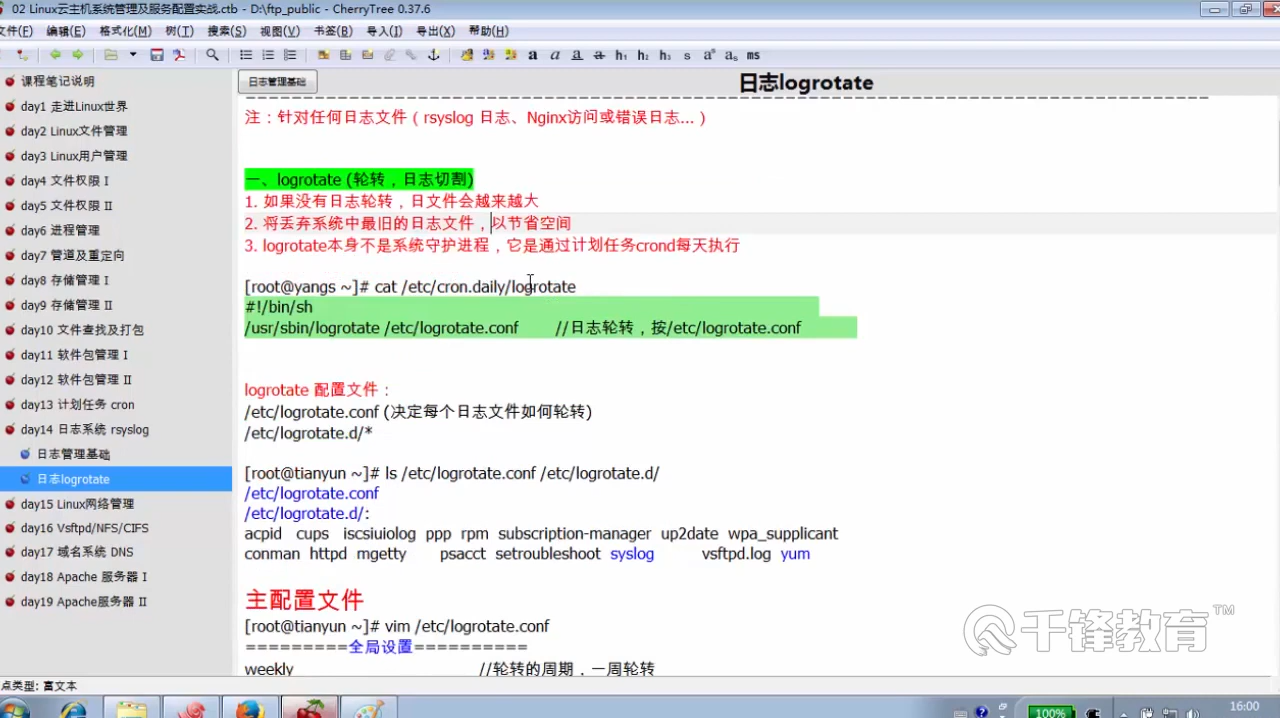 02 Linux云主机系统管理及服务配置实战.ctb - D:\ftp_public - CherryTree 0.37.6
文件(F) 编辑(E) 格式化(M) 树(T) 搜索(S) 视图(V) 书签(B) 导入(I) 导出(X) 帮助(H)
a a a a h₁ h₂ h₃ s aˢ aₛ ms
课程笔记说明
day1 走进Linux世界
day2 Linux文件管理
day3 Linux用户管理
day4 文件权限 I
day5 文件权限 II
day6 进程管理
day7 管道及重定向
day8 存储管理 I
day9 存储管理 II
day10 文件查找及打包
day11 软件包管理 I
day12 软件包管理 II
day13 计划任务 cron
day14 日志系统 rsyslog
日志管理基础
日志logrotate
day15 Linux网络管理
day16 Vsftpd/NFS/CIFS
day17 域名系统 DNS
day18 Apache 服务器 I
day19 Apache服务器 II
日志管理基础
日志logrotate
注：针对任何日志文件（rsyslog 日志、Nginx访问或错误日志...）
一、logrotate (轮转，日志切割)
1. 如果没有日志轮转，日文件会越来越大
2. 将丢弃系统中最旧的日志文件，以节省空间
3. logrotate本身不是系统守护进程，它是通过计划任务crond每天执行
[root@yangs ~]# cat /etc/cron.daily/logrotate
#!/bin/sh
/usr/sbin/logrotate /etc/logrotate.conf //日志轮转，按/etc/logrotate.conf
logrotate 配置文件：
/etc/logrotate.conf (决定每个日志文件如何轮转)
/etc/logrotate.d/*
[root@tianyun ~]# ls /etc/logrotate.conf /etc/logrotate.d/
/etc/logrotate.conf
/etc/logrotate.d/:
acpid cups iscsiuiolog ppp rpm subscription-manager up2date wpa_supplicant
conman httpd mgetty psacct setroubleshoot syslog vsftpd.log yum
主配置文件
[root@tianyun ~]# vim /etc/logrotate.conf
=========全局设置==========
weekly //轮转的周期，一周轮转
千锋教育™
点类型: 富文本
100%
16:00